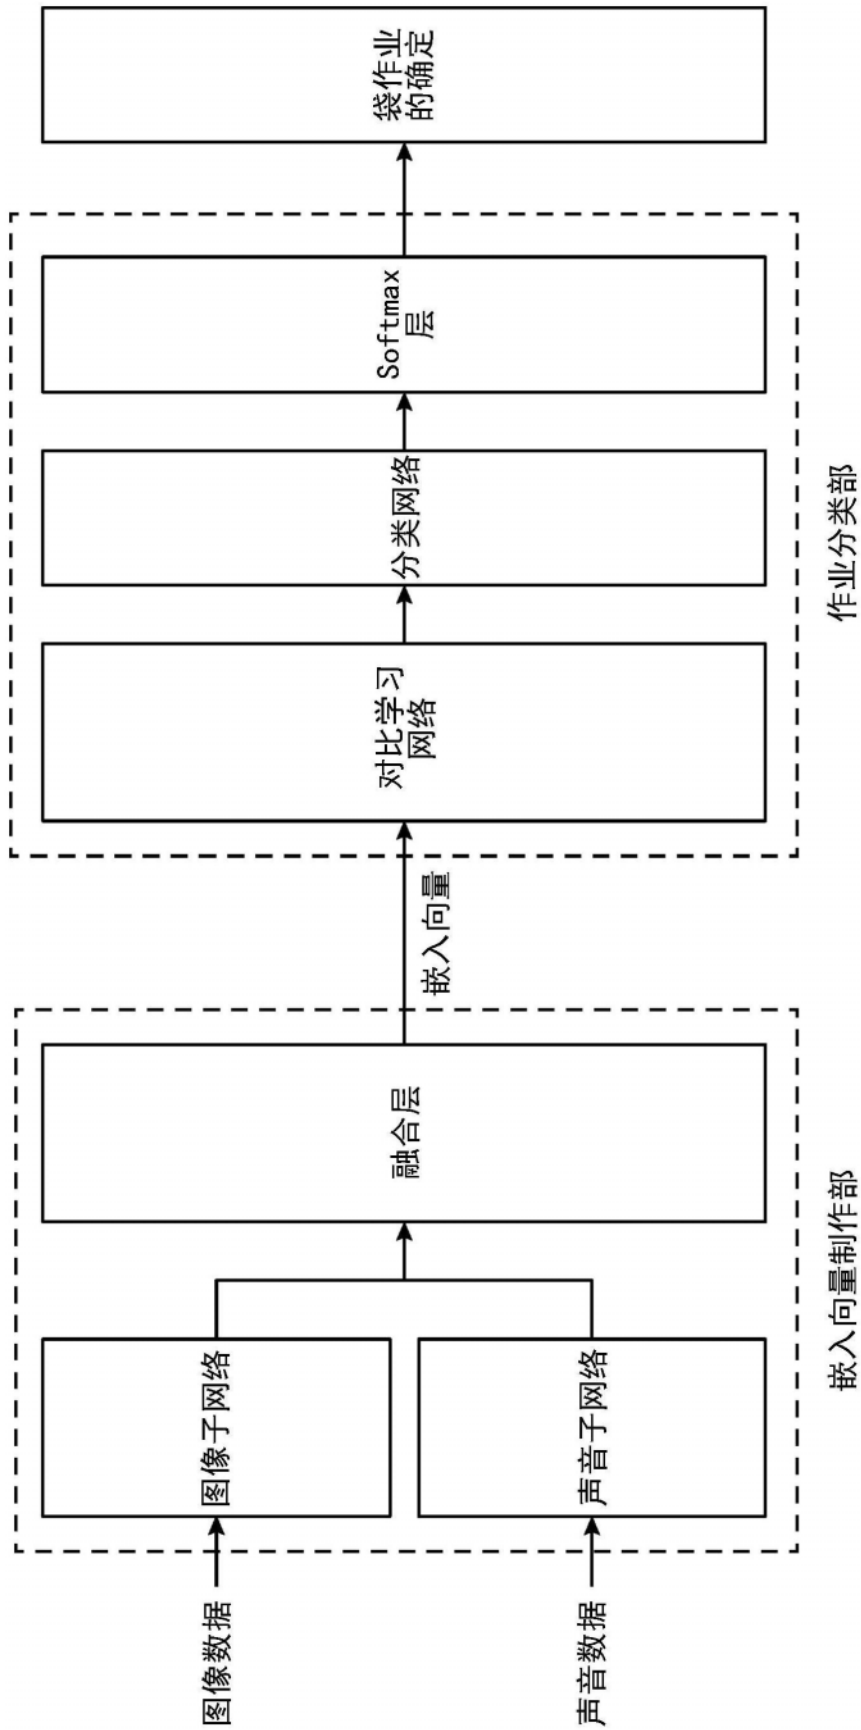 图像数据
声音数据
图像子网络
声音子网络
融合层
嵌入向量制作部
嵌入向量
对比学习
网络
分类网络
Softmax
层
作业分类部
袋作业
的确定